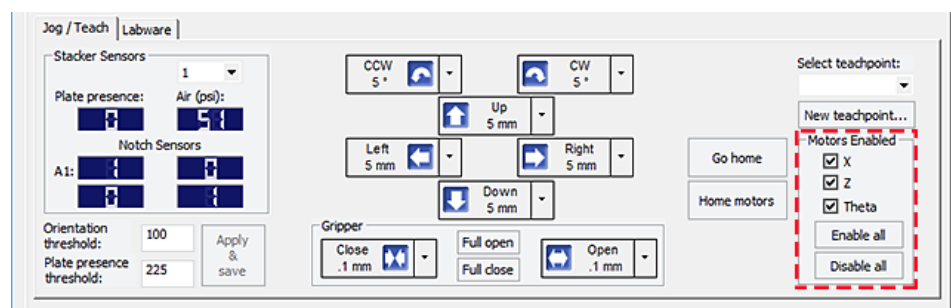 Jog / Teach
Labware
Stacker Sensors
1
Plate presence:
Air (psi):
51
Notch Sensors
A1:
Orientation threshold:
100
Plate presence threshold:
225
Apply
&
save
CCW
5 °
CW
5 °
Up
5 mm
Left
5 mm
Right
5 mm
Down
5 mm
Gripper
Close
.1 mm
Full open
Full close
Open
.1 mm
Go home
Home motors
Select teachpoint:
New teachpoint...
Motors Enabled
X
Z
Theta
Enable all
Disable all